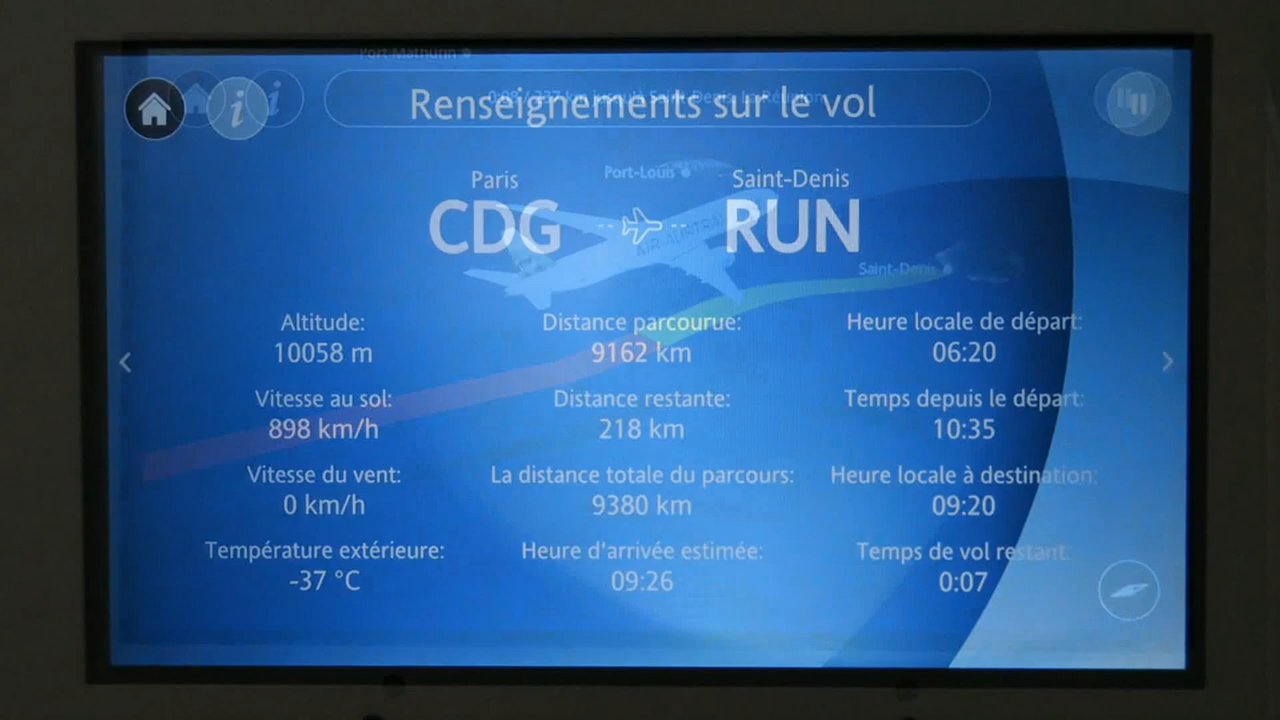 Port Mathurin
Renseignements sur le vol
Paris
CDG
Port-Louis
Saint-Denis
RUN
Saint-Denis
Altitude:
10058 m
Distance parcourue:
9162 km
Heure locale de départ:
06:20
Vitesse au sol:
898 km/h
Distance restante:
218 km
Temps depuis le départ:
10:35
Vitesse du vent:
0 km/h
La distance totale du parcours:
9380 km
Heure locale à destination:
09:20
Température extérieure:
-37 °C
Heure d'arrivée estimée:
09:26
Temps de vol restant:
0:07